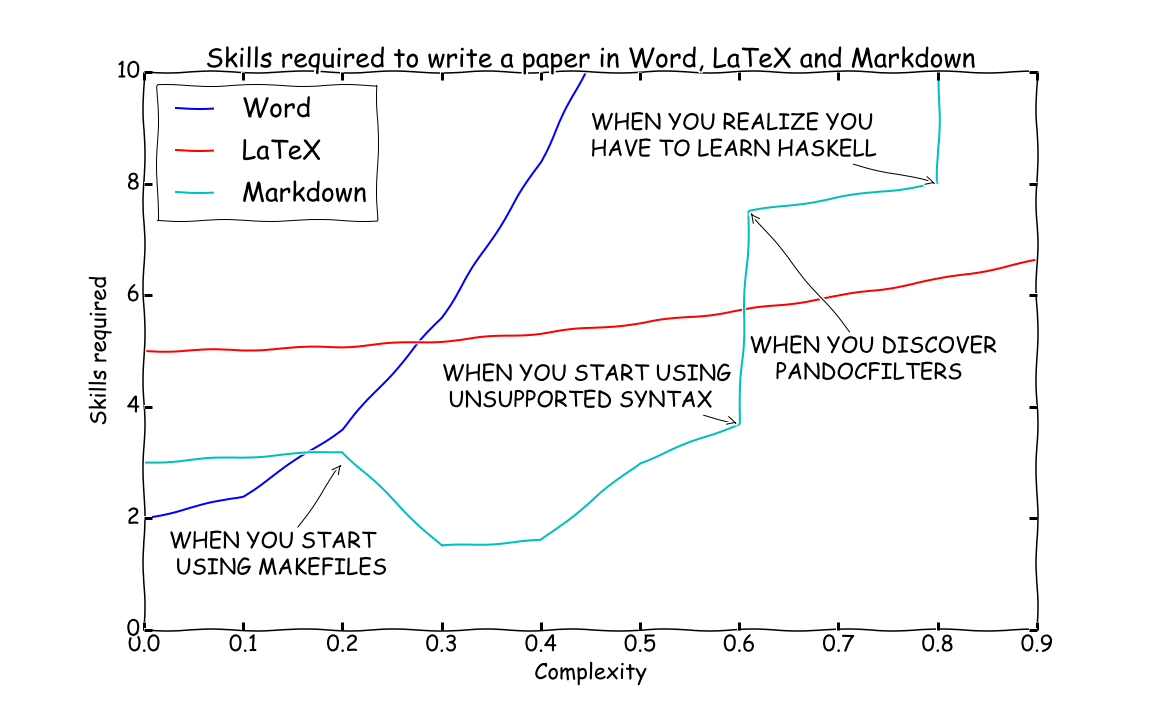 Skills required to write a paper in Word, LaTeX and Markdown
10
8
6
4
2
0
Skills required
Word
LaTeX
Markdown
WHEN YOU REALIZE YOU
HAVE TO LEARN HASKELL
WHEN YOU DISCOVER
PANDOCFILTERS
WHEN YOU START USING
UNSUPPORTED SYNTAX
WHEN YOU START
USING MAKEFILES
0.0 0.1 0.2 0.3 0.4 0.5 0.6 0.7 0.8 0.9
Complexity